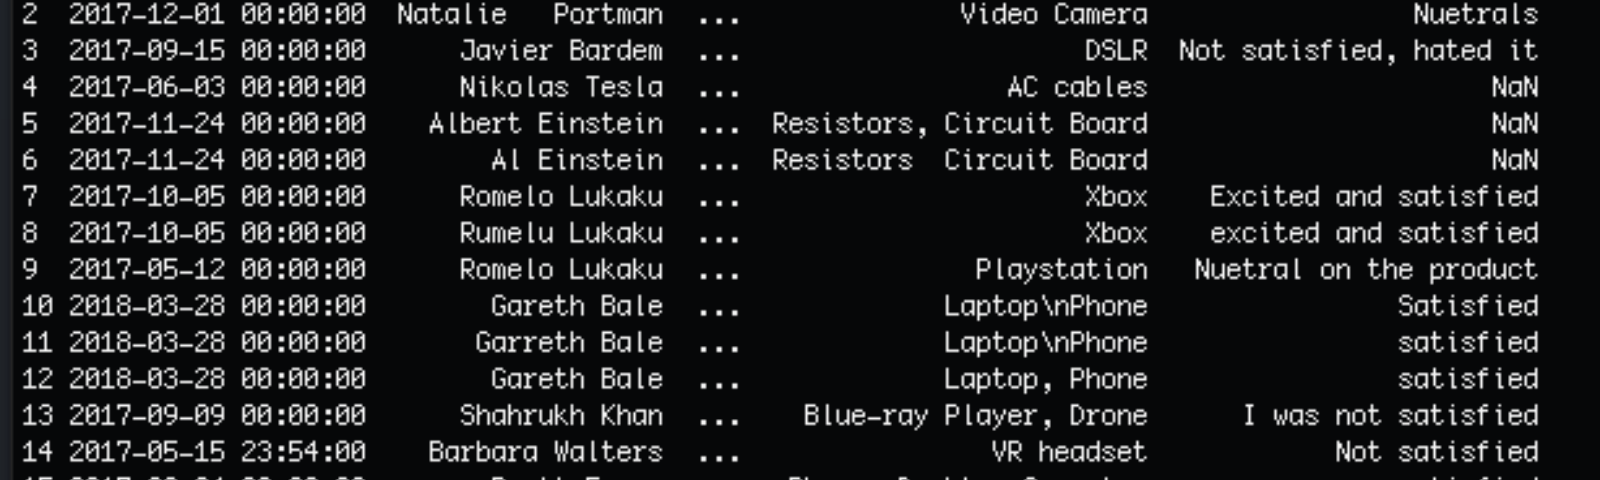 2 2017-12-01 00:00:00 Natalie Portman ... Video Camera Nuetrals
3 2017-09-15 00:00:00 Javier Bardem ... DSLR Not satisfied, hated it
4 2017-06-03 00:00:00 Nikolas Tesla ... AC cables NaN
5 2017-11-24 00:00:00 Albert Einstein ... Resistors, Circuit Board NaN
6 2017-11-24 00:00:00 Al Einstein ... Resistors Circuit Board NaN
7 2017-10-05 00:00:00 Romelo Lukaku ... Xbox Excited and satisfied
8 2017-10-05 00:00:00 Rumelu Lukaku ... Xbox excited and satisfied
9 2017-05-12 00:00:00 Romelo Lukaku ... Playstation Nuetral on the product
10 2018-03-28 00:00:00 Gareth Bale ... Laptop\nPhone Satisfied
11 2018-03-28 00:00:00 Garreth Bale ... Laptop\nPhone satisfied
12 2018-03-28 00:00:00 Gareth Bale ... Laptop, Phone satisfied
13 2017-09-09 00:00:00 Shahrukh Khan ... Blue-ray Player, Drone I was not satisfied
14 2017-05-15 23:54:00 Barbara Walters ... VR headset Not satisfied